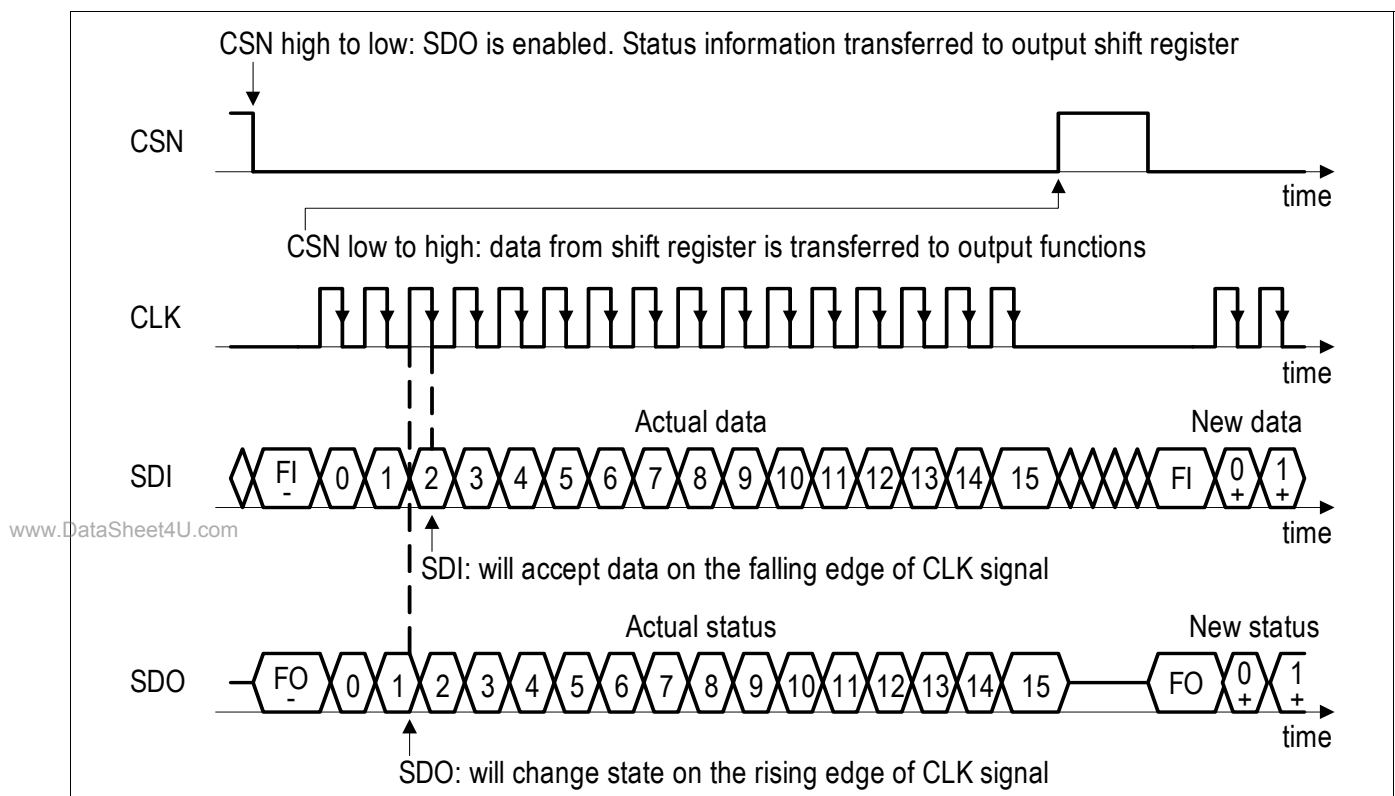 CSN high to low: SDO is enabled. Status information transferred to output shift register
CSN
time
CSN low to high: data from shift register is transferred to output functions
CLK
time
Actual data
New data
SDI
FI - 0 1 2 3 4 5 6 7 8 9 10 11 12 13 14 15 FI 0+ 1+
www.DataSheet4U.com
time
SDI: will accept data on the falling edge of CLK signal
Actual status
New status
SDO
FO - 0 1 2 3 4 5 6 7 8 9 10 11 12 13 14 15 FO 0+ 1+
time
SDO: will change state on the rising edge of CLK signal